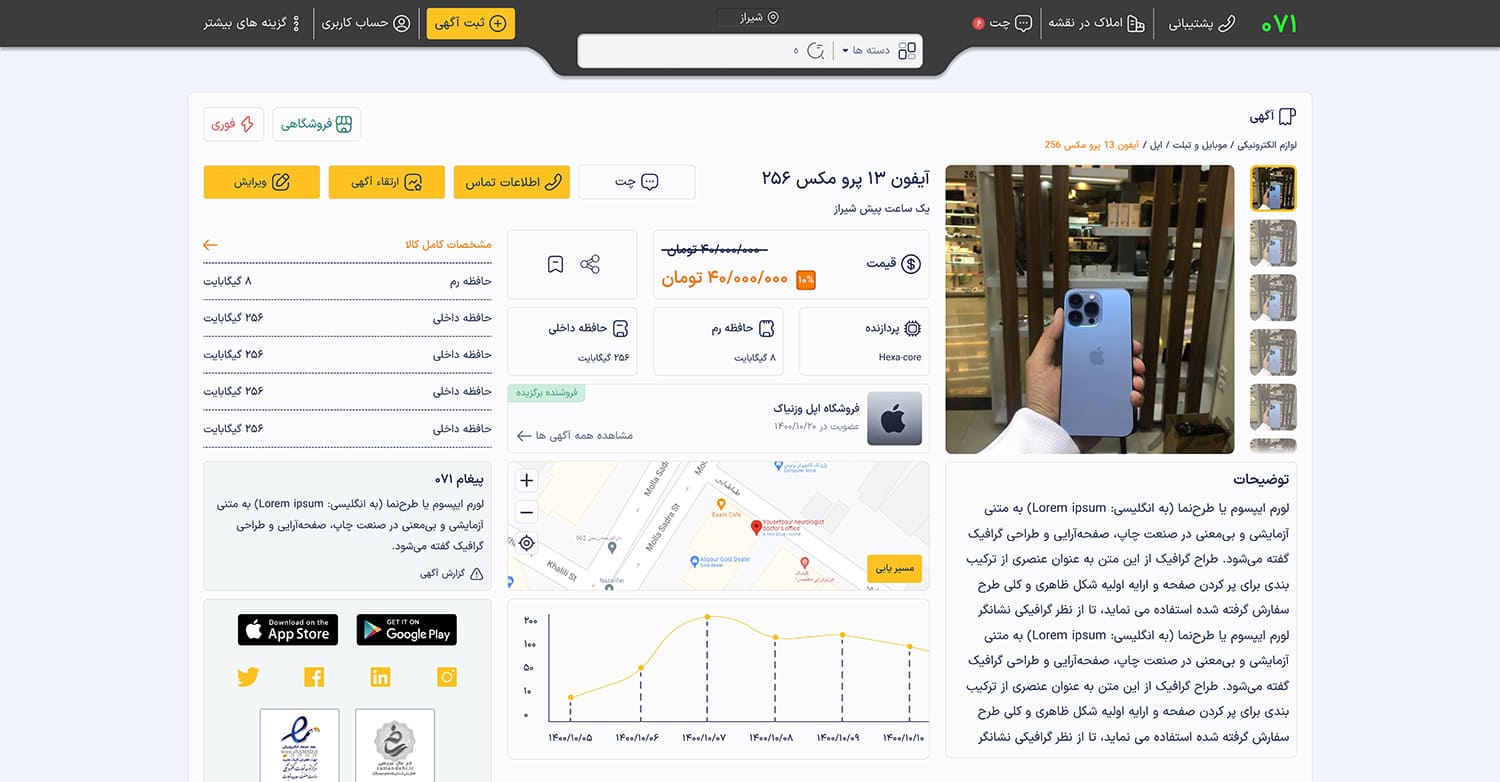 ۰۷۱
پشتیبانی
املاک در نقشه
چت ۶
شیراز
دسته ها
ثبت آگهی
حساب کاربری
گزینه های بیشتر
آگهی
لوازم الکترونیکی / موبایل و تبلت / اپل / آیفون 13 پرو مکس 256
فروشگاهی
فوری
آیفون ۱۳ پرو مکس ۲۵۶
یک ساعت پیش شیراز
چت
اطلاعات تماس
ارتقاء آگهی
ویرایش
قیمت
۴۰/۰۰۰/۰۰۰ تومان
۱۰% ۴۰/۰۰۰/۰۰۰ تومان
پردازنده
Hexa-core
حافظه رم
۸ گیگابایت
حافظه داخلی
۲۵۶ گیگابایت
فروشنده برگزیده
فروشگاه اپل وزنیاک
عضویت در ۱۴۰۰/۱۰/۲۰
مشاهده همه آگهی ها
مشخصات کامل کالا
حافظه رم ۸ گیگابایت
حافظه داخلی ۲۵۶ گیگابایت
حافظه داخلی ۲۵۶ گیگابایت
حافظه داخلی ۲۵۶ گیگابایت
حافظه داخلی ۲۵۶ گیگابایت
توضیحات
لورم ایپسوم یا طرح‌نما (به انگلیسی: Lorem ipsum) به متنی
آزمایشی و بی‌معنی در صنعت چاپ، صفحه‌آرایی و طراحی گرافیک
گفته می‌شود. طراح گرافیک از این متن به عنوان عنصری از ترکیب
بندی برای پر کردن صفحه و ارایه اولیه شکل ظاهری و کلی طرح
سفارش گرفته شده استفاده می نماید، تا از نظر گرافیکی نشانگر
لورم ایپسوم یا طرح‌نما (به انگلیسی: Lorem ipsum) به متنی
آزمایشی و بی‌معنی در صنعت چاپ، صفحه‌آرایی و طراحی گرافیک
گفته می‌شود. طراح گرافیک از این متن به عنوان عنصری از ترکیب
بندی برای پر کردن صفحه و ارایه اولیه شکل ظاهری و کلی طرح
سفارش گرفته شده استفاده می نماید، تا از نظر گرافیکی نشانگر
Molla Sadra St
طباطبایی
Computer store
Baam Cafe
Yousefpour neurologist
doctor's office
Alipour Gold Dealer
Gold dealer
Khalili St
Nazarifar
مسیر یابی
۲۰۰
۱۰۰
۵۰
۱۰
۰
۱۴۰۰/۱۰/۰۵
۱۴۰۰/۱۰/۰۶
۱۴۰۰/۱۰/۰۷
۱۴۰۰/۱۰/۰۸
۱۴۰۰/۱۰/۰۹
۱۴۰۰/۱۰/۱۰
پیغام ۰۷۱
لورم ایپسوم یا طرح‌نما (به انگلیسی: Lorem ipsum) به متنی
آزمایشی و بی‌معنی در صنعت چاپ، صفحه‌آرایی و طراحی
گرافیک گفته می‌شود.
گزارش آگهی
GET IT ON
Google Play
Download on the
App Store
samandehi.ir